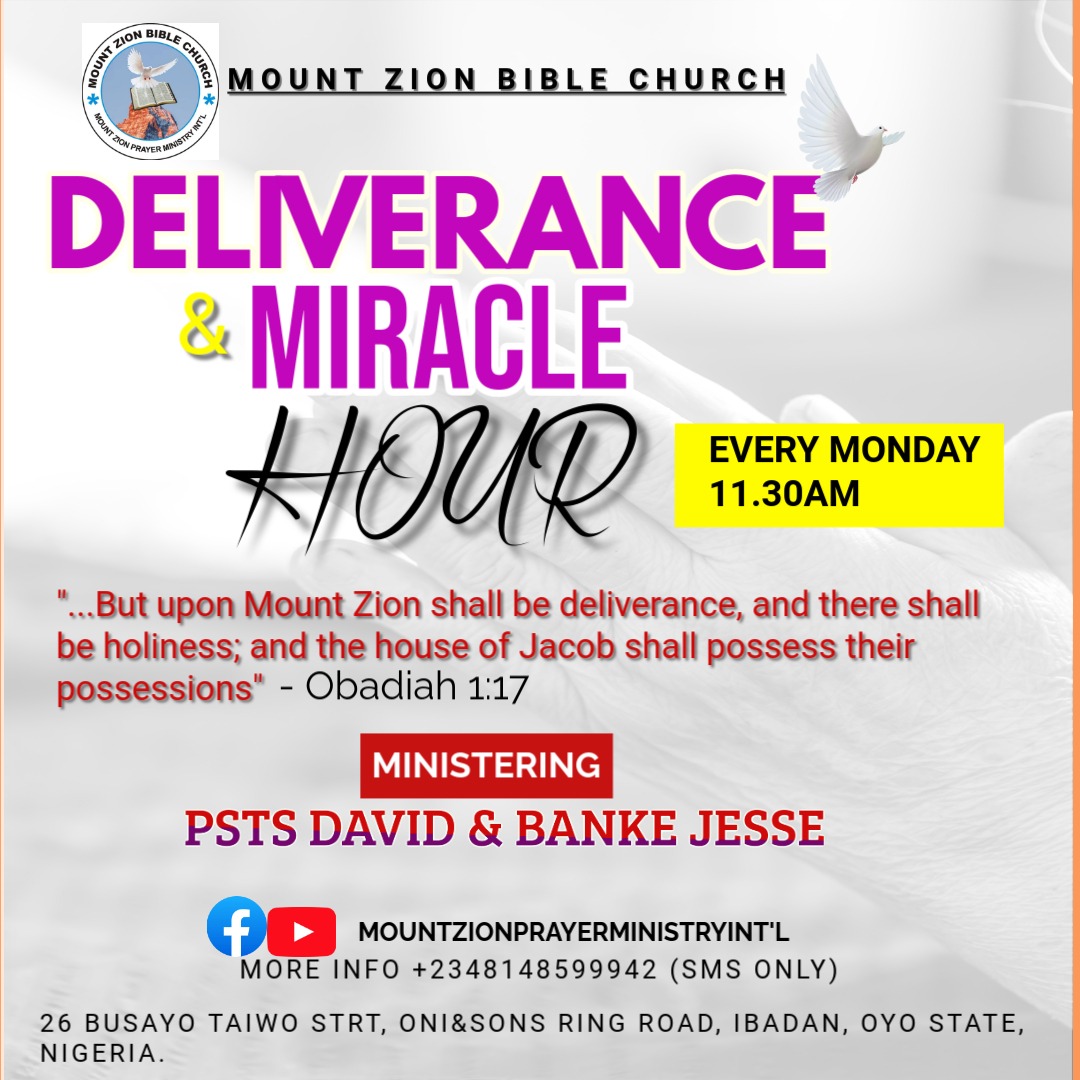 MOUNT ZION BIBLE CHURCH
MOUNT ZION PRAYER MINISTRY INT'L
MOUNT ZION BIBLE CHURCH
DELIVERANCE
& MIRACLE
HOUR
EVERY MONDAY
11.30AM
"...But upon Mount Zion shall be deliverance, and there shall
be holiness; and the house of Jacob shall possess their
possessions" - Obadiah 1:17
MINISTERING
PSTS DAVID & BANKE JESSE
MOUNTZIONPRAYERMINISTRYINT'L
MORE INFO +2348148599942 (SMS ONLY)
26 BUSAYO TAIWO STRT, ONI&SONS RING ROAD, IBADAN, OYO STATE,
NIGERIA.